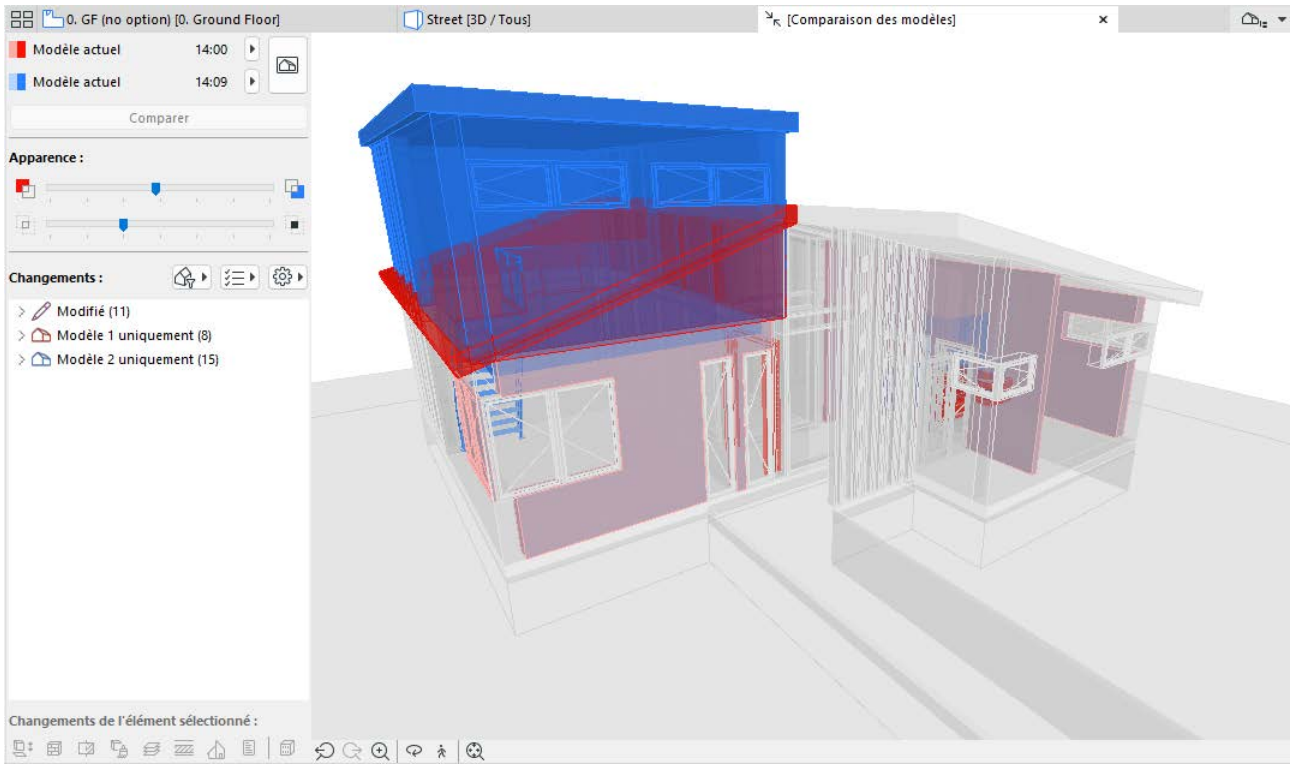 0. GF (no option) [0. Ground Floor]
Street [3D / Tous]
[Comparaison des modèles]
Modèle actuel 14:00
Modèle actuel 14:09
Comparer
Apparence :
Changements :
Modifié (11)
Modèle 1 uniquement (8)
Modèle 2 uniquement (15)
Changements de l'élément sélectionné :